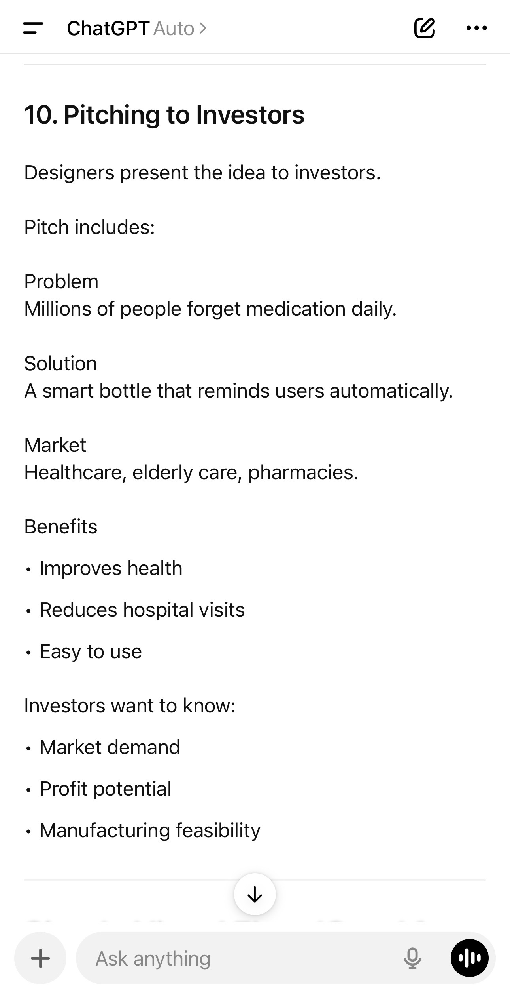 ChatGPT Auto
10. Pitching to Investors
Designers present the idea to investors.
Pitch includes:
Problem
Millions of people forget medication daily.
Solution
A smart bottle that reminds users automatically.
Market
Healthcare, elderly care, pharmacies.
Benefits
• Improves health
• Reduces hospital visits
• Easy to use
Investors want to know:
• Market demand
• Profit potential
• Manufacturing feasibility
Ask anything